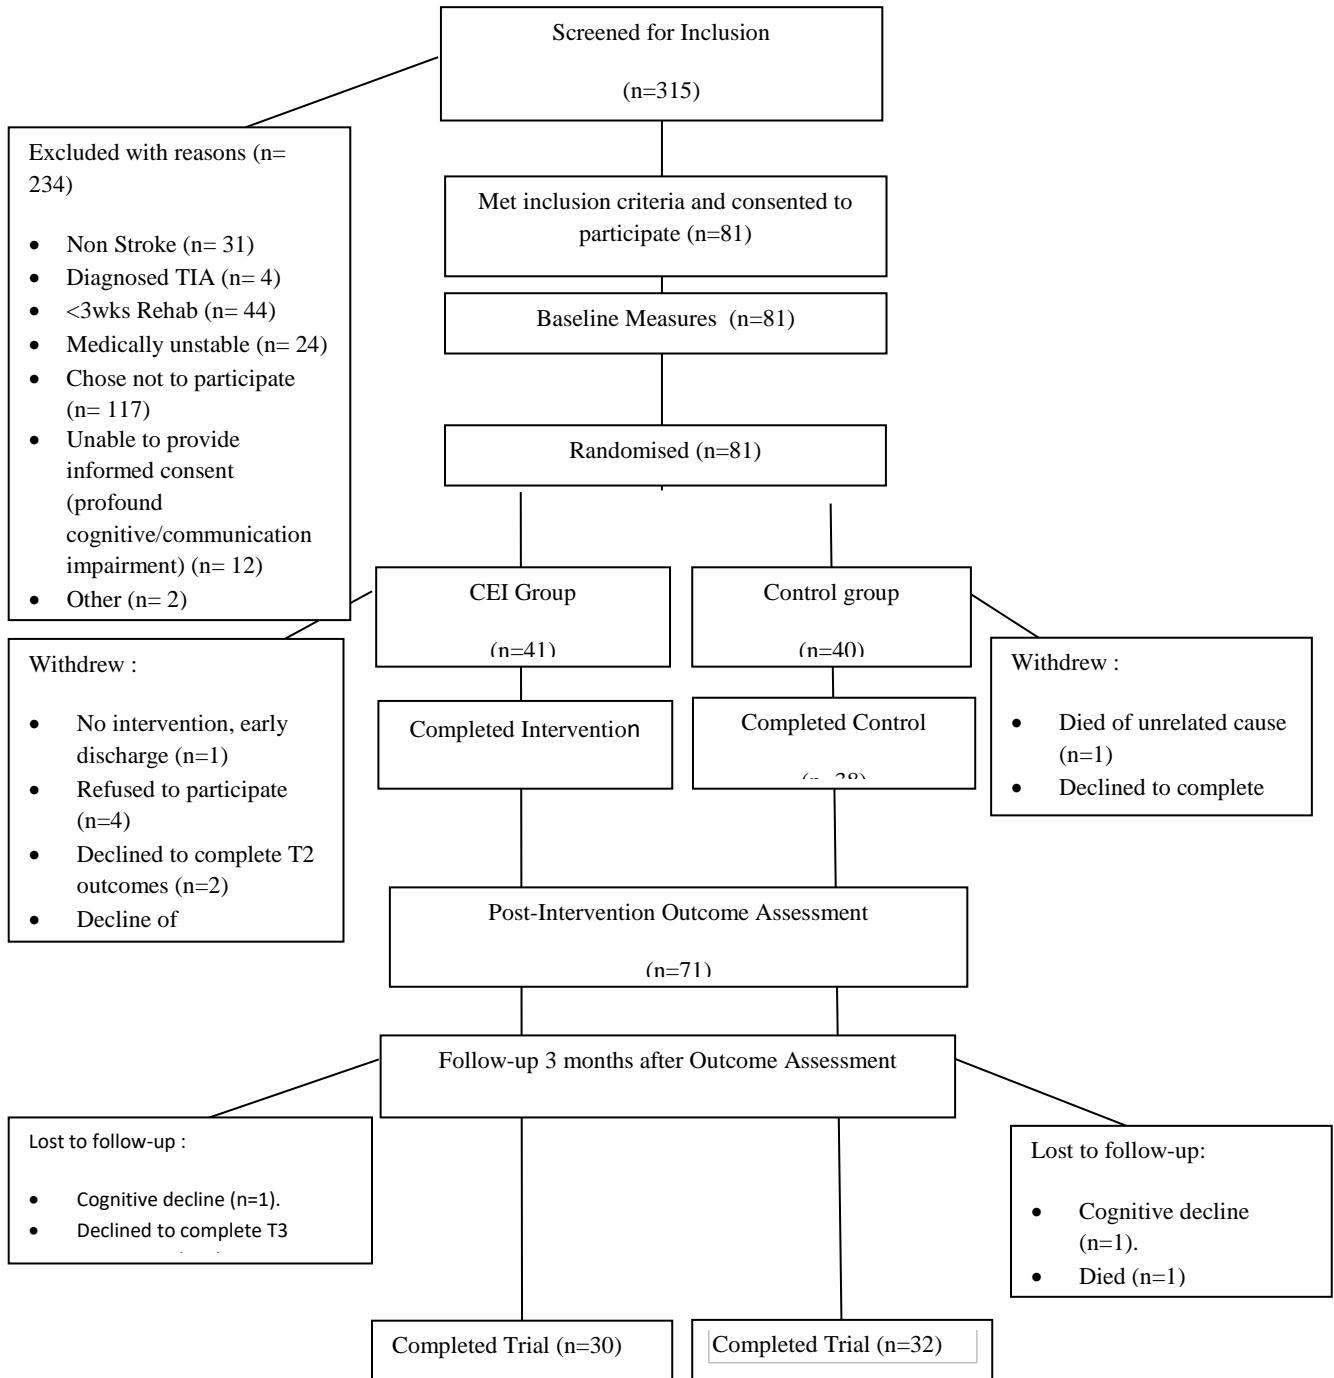 Screened for Inclusion
(n=315)
Excluded with reasons (n=
234)
• Non Stroke (n= 31)
• Diagnosed TIA (n= 4)
• <3wks Rehab (n= 44)
• Medically unstable (n= 24)
• Chose not to participate
(n= 117)
• Unable to provide
informed consent
(profound
cognitive/communication
impairment) (n= 12)
• Other (n= 2)
Met inclusion criteria and consented to
participate (n=81)
Baseline Measures (n=81)
Randomised (n=81)
CEI Group
(n=41)
Control group
(n=40)
Withdrew :
• No intervention, early
discharge (n=1)
• Refused to participate
(n=4)
• Declined to complete T2
outcomes (n=2)
• Decline of
Withdrew :
• Died of unrelated cause
(n=1)
• Declined to complete
Completed Intervention
Completed Control
Post-Intervention Outcome Assessment
(n=71)
Follow-up 3 months after Outcome Assessment
Lost to follow-up :
• Cognitive decline (n=1).
• Declined to complete T3
Lost to follow-up:
• Cognitive decline
(n=1).
• Died (n=1)
Completed Trial (n=30)
Completed Trial (n=32)